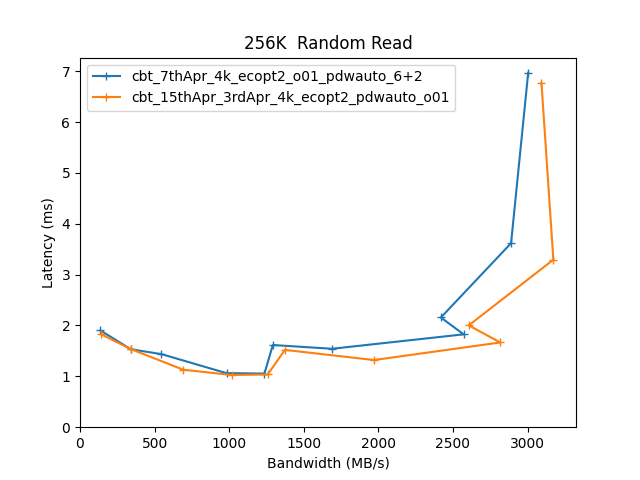 256K  Random Read
cbt_7thApr_4k_ecopt2_o01_pdwauto_6+2
cbt_15thApr_3rdApr_4k_ecopt2_pdwauto_o01
Latency (ms)
7
6
5
4
3
2
1
0
0 500 1000 1500 2000 2500 3000
Bandwidth (MB/s)